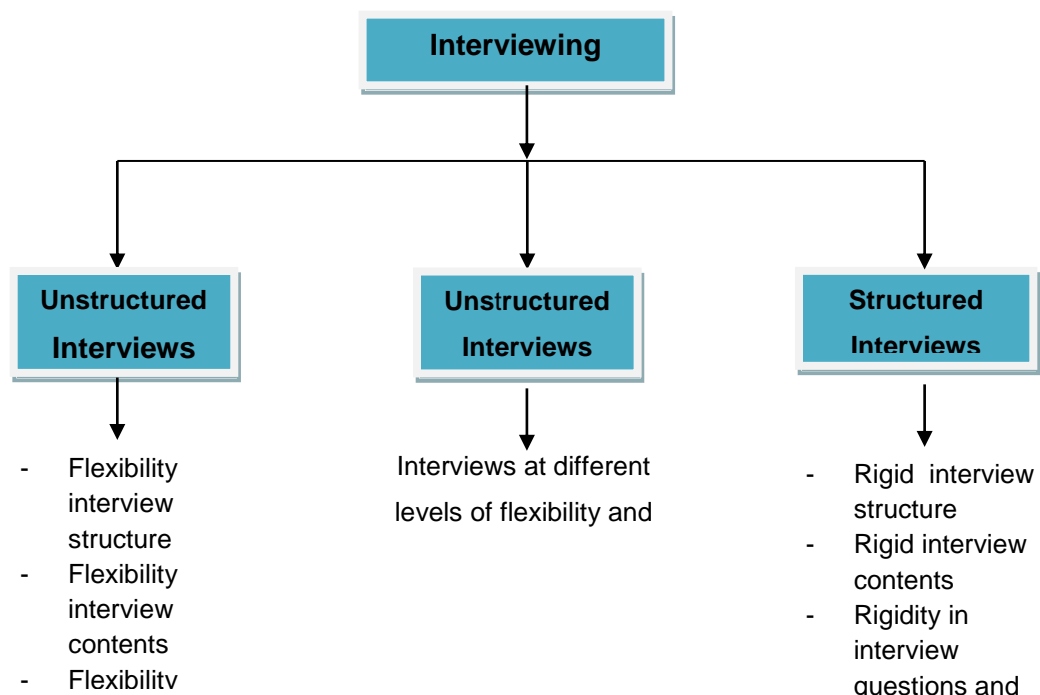 Interviewing
Unstructured
Interviews
Unstructured
Interviews
Structured
Interviews
- Flexibility
interview
structure
- Flexibility
interview
contents
- Flexibility
Interviews at different
levels of flexibility and
- Rigid interview
structure
- Rigid interview
contents
- Rigidity in
interview
questions and